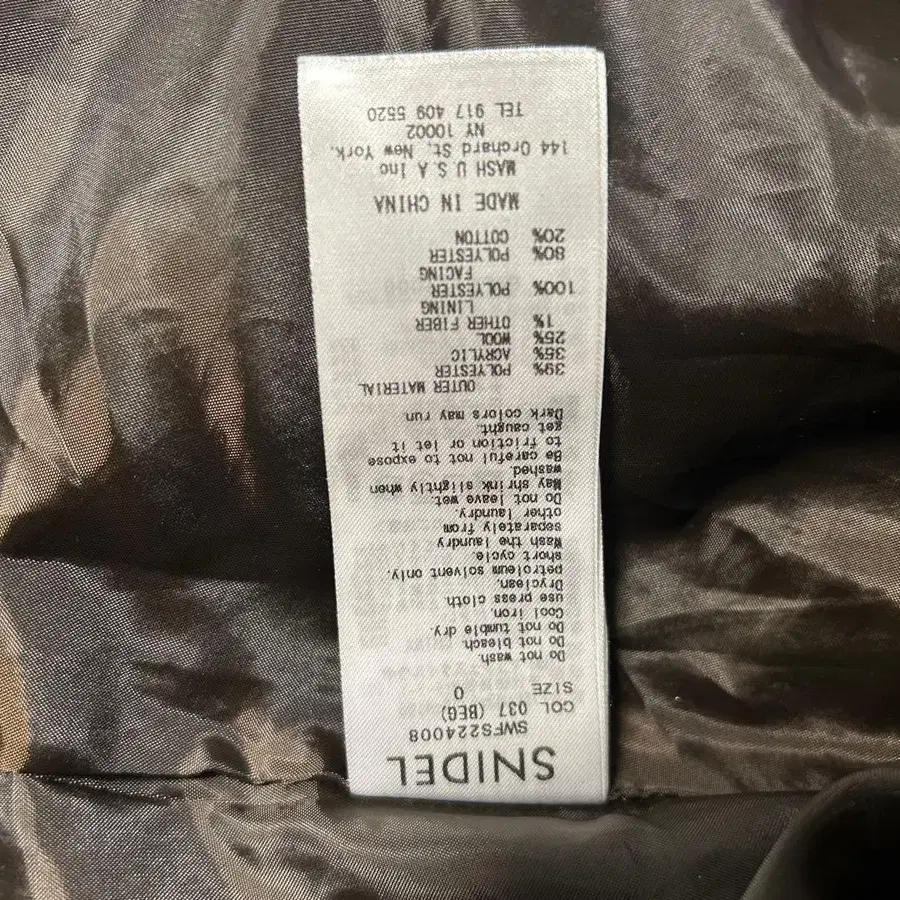 SNIDEL
SWFS224008
COL 037 (BEG)
SIZE 0
Do not wash.
Do not bleach.
Do not tumble dry.
Cool iron.
use press cloth.
Dryclean.
petroleum solvent only.
short cycle.
Wash the laundry
separately from
other laundry.
Do not leave wet.
May shrink slightly when
washed.
Be careful not to expose
to friction or let it
get caught.
Dark colors may run.
OUTER MATERIAL
39% POLYESTER
35% ACRYLIC
25% WOOL
1% OTHER FIBER
LINING
100% POLYESTER
FACING
80% POLYESTER
20% COTTON
MADE IN CHINA
MASH U.S.A Inc
144 Orchard St. New York.
NY 10002
TEL 917 409 5520